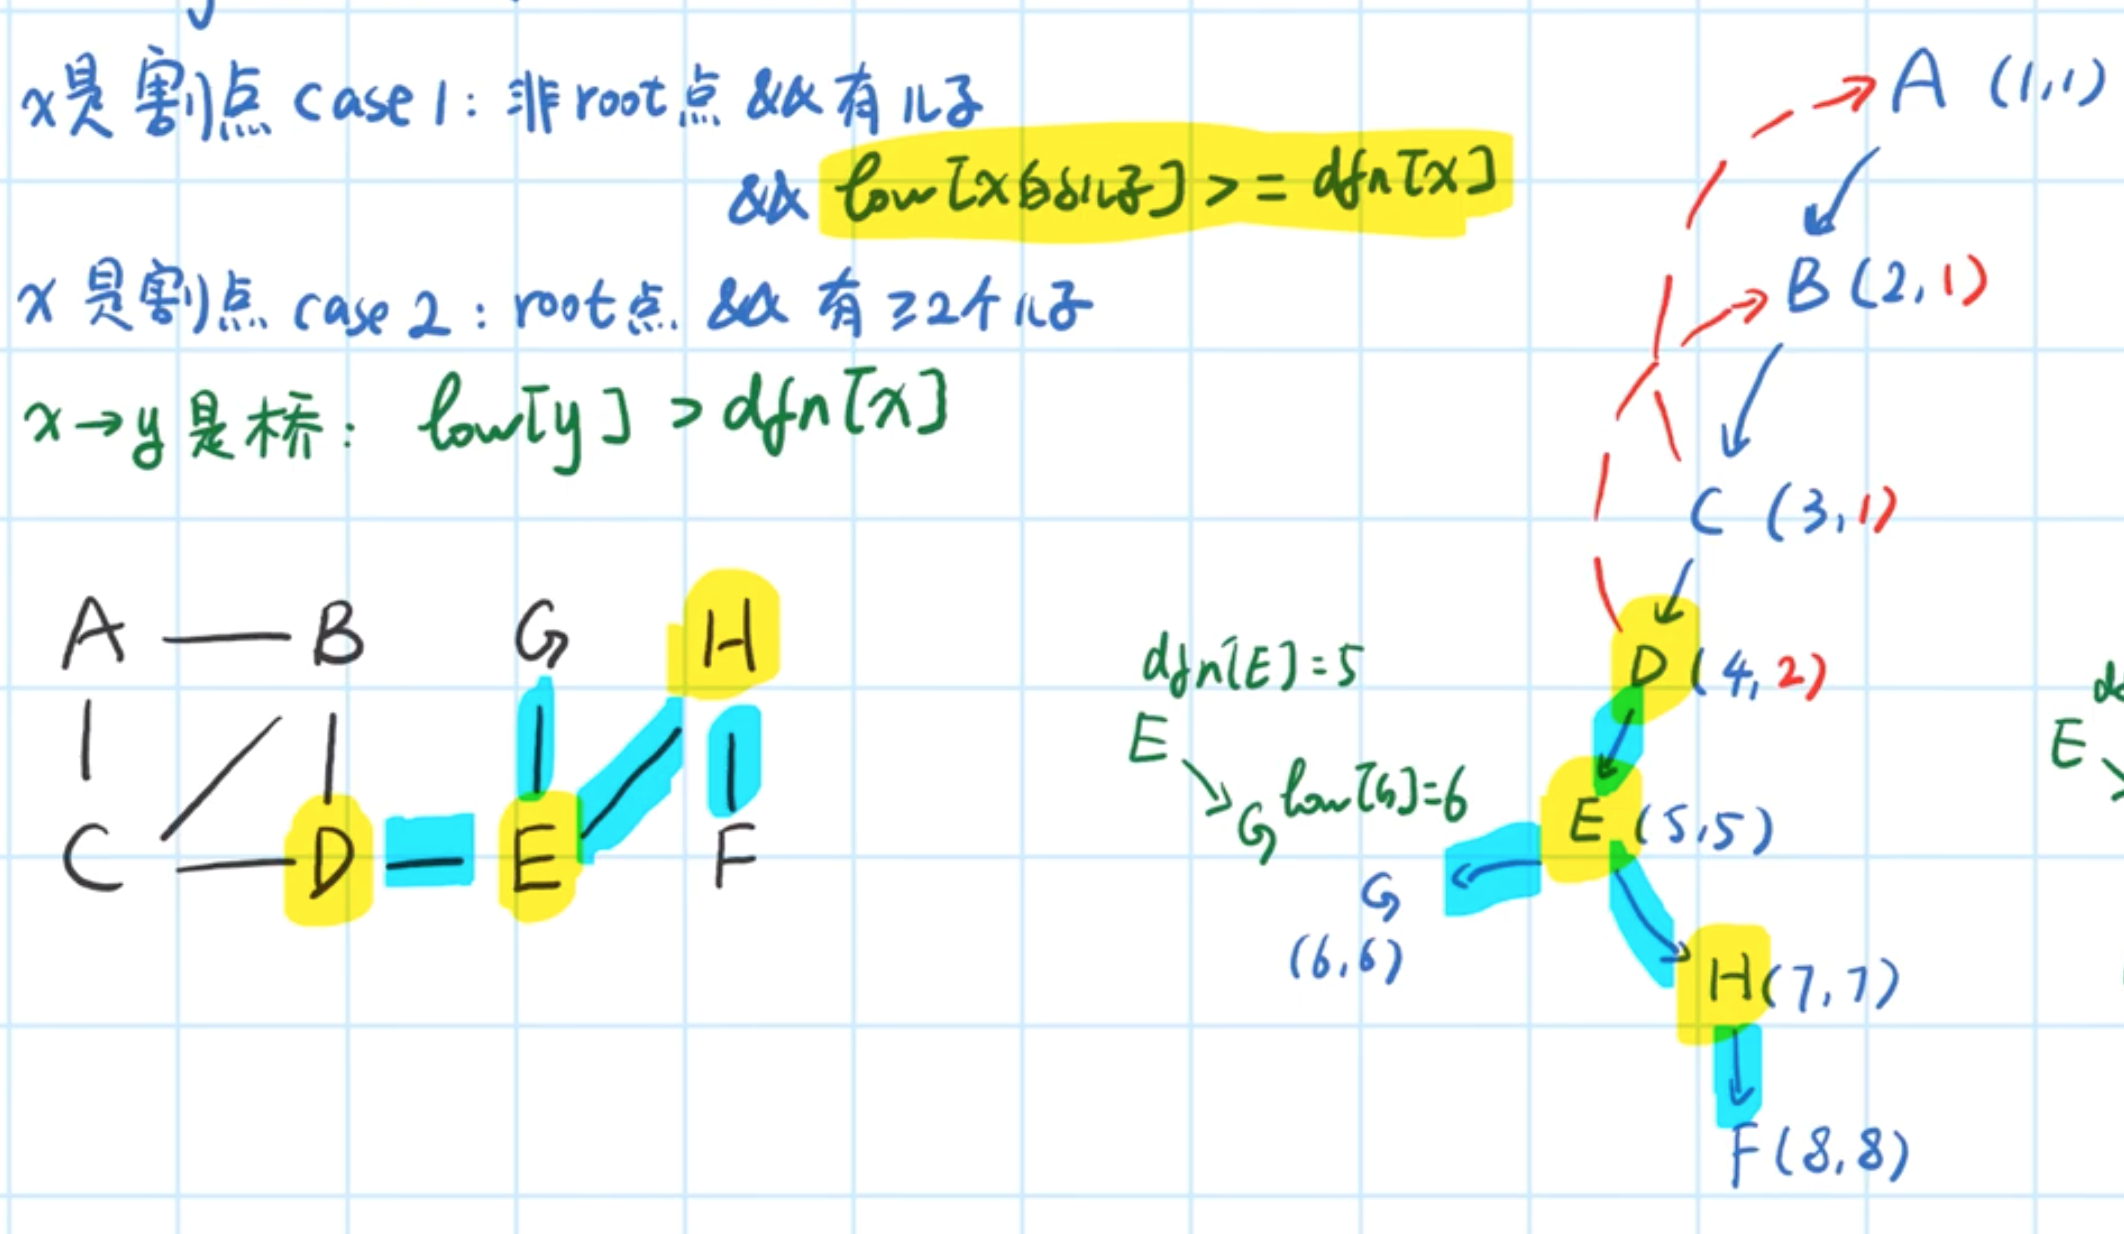 x是割点 case 1: 非root点 && 有儿子
&& low[x的儿子] >= dfn[x]
x是割点 case 2: root点 && 有≥2个儿子
x→y是桥: low[y] > dfn[x]
A B G H
C D E F
A (1,1)
B (2,1)
C (3,1)
D (4,2)
E (5,5)
G
(6,6)
H (7,7)
F (8,8)
dfn[E]=5
E
G low[G]=6
E